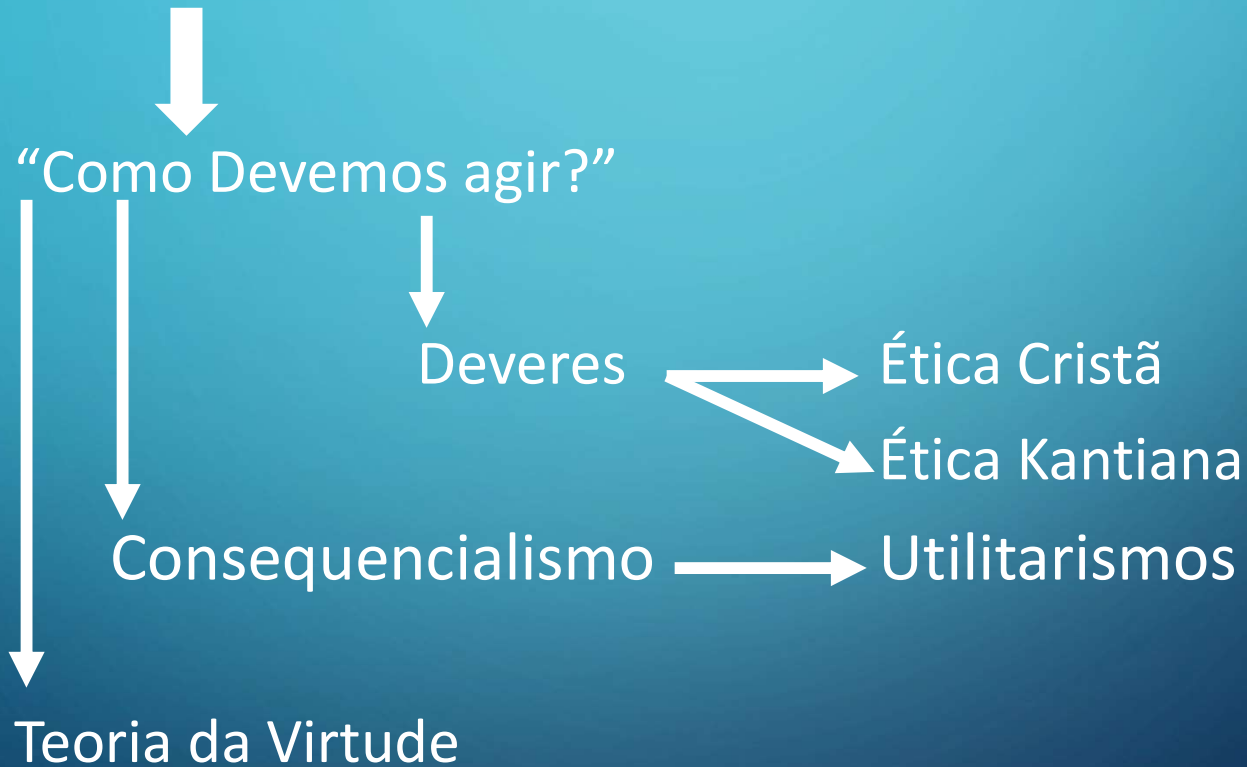 “Como Devemos agir?”
Deveres
Ética Cristã
Ética Kantiana
Consequencialismo
Utilitarismos
Teoria da Virtude